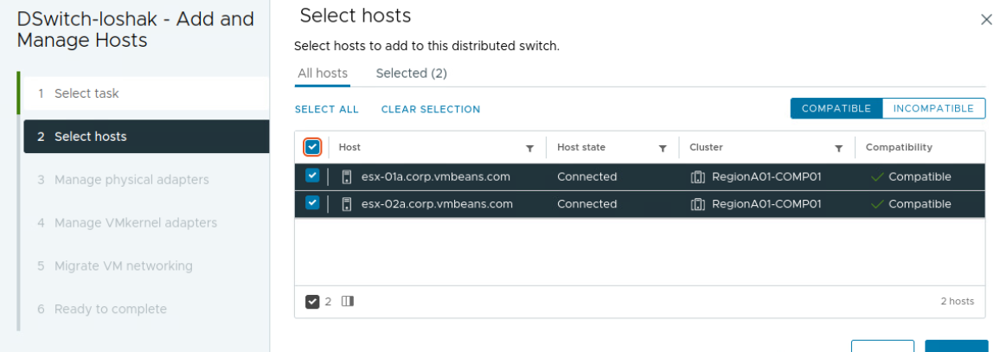 DSwitch-loshak - Add and
Manage Hosts
1 Select task
2 Select hosts
3 Manage physical adapters
4 Manage VMkernel adapters
5 Migrate VM networking
6 Ready to complete
Select hosts
Select hosts to add to this distributed switch.
All hosts Selected (2)
SELECT ALL CLEAR SELECTION COMPATIBLE INCOMPATIBLE
Host Host state Cluster Compatibility
esx-01a.corp.vmbeans.com Connected RegionA01-COMP01 Compatible
esx-02a.corp.vmbeans.com Connected RegionA01-COMP01 Compatible
2 2 hosts